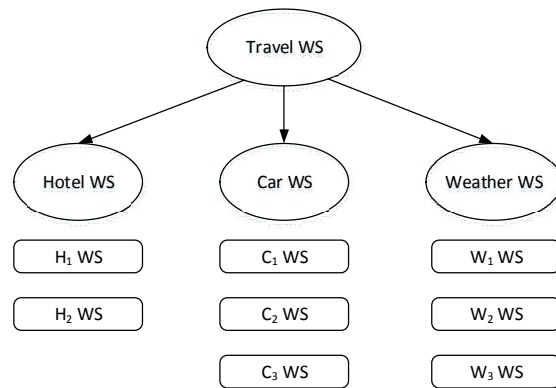 Travel WS
Hotel WS
Car WS
Weather WS
H₁ WS
C₁ WS
W₁ WS
H₂ WS
C₂ WS
W₂ WS
C₃ WS
W₃ WS